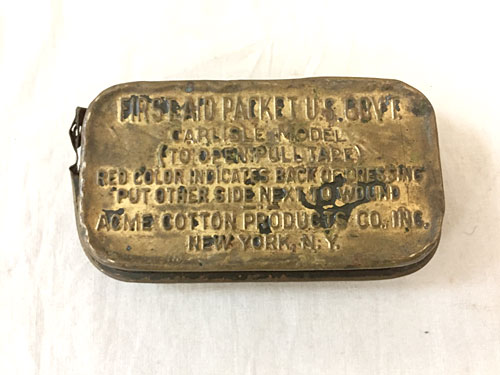 FIRST AID PACKET U.S. GOVT.
CARLISLE MODEL
(TO OPEN PULL TAPE)
RED COLOR INDICATES BACK OF DRESSING
PUT OTHER SIDE NEXT TO WOUND
ACME COTTON PRODUCTS CO., INC.
NEW YORK, N.Y.